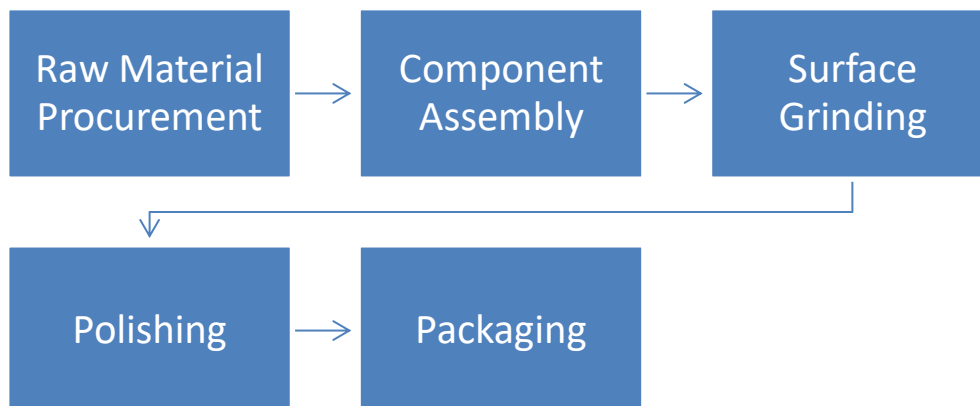 Raw Material
Procurement
Component
Assembly
Surface
Grinding
Polishing
Packaging